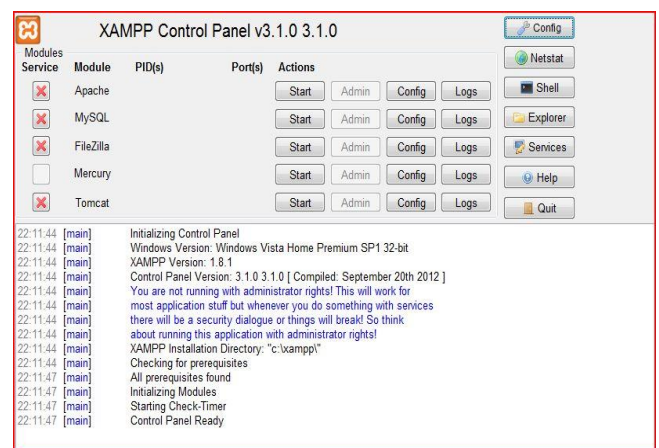 XAMPP Control Panel v3.1.0 3.1.0
Modules
Service Module PID(s) Port(s) Actions
Apache Start Admin Config Logs
MySQL Start Admin Config Logs
FileZilla Start Admin Config Logs
Mercury Start Admin Config Logs
Tomcat Start Admin Config Logs
Config
Netstat
Shell
Explorer
Services
Help
Quit
22:11:44 [main] Initializing Control Panel
22:11:44 [main] Windows Version: Windows Vista Home Premium SP1 32-bit
22:11:44 [main] XAMPP Version: 1.8.1
22:11:44 [main] Control Panel Version: 3.1.0 3.1.0 [ Compiled: September 20th 2012 ]
22:11:44 [main] You are not running with administrator rights! This will work for
22:11:44 [main] most application stuff but whenever you do something with services
22:11:44 [main] there will be a security dialogue or things will break! So think
22:11:44 [main] about running this application with administrator rights!
22:11:44 [main] XAMPP Installation Directory: "c:\xampp\"
22:11:44 [main] Checking for prerequisites
22:11:47 [main] All prerequisites found
22:11:47 [main] Initializing Modules
22:11:47 [main] Starting Check-Timer
22:11:47 [main] Control Panel Ready